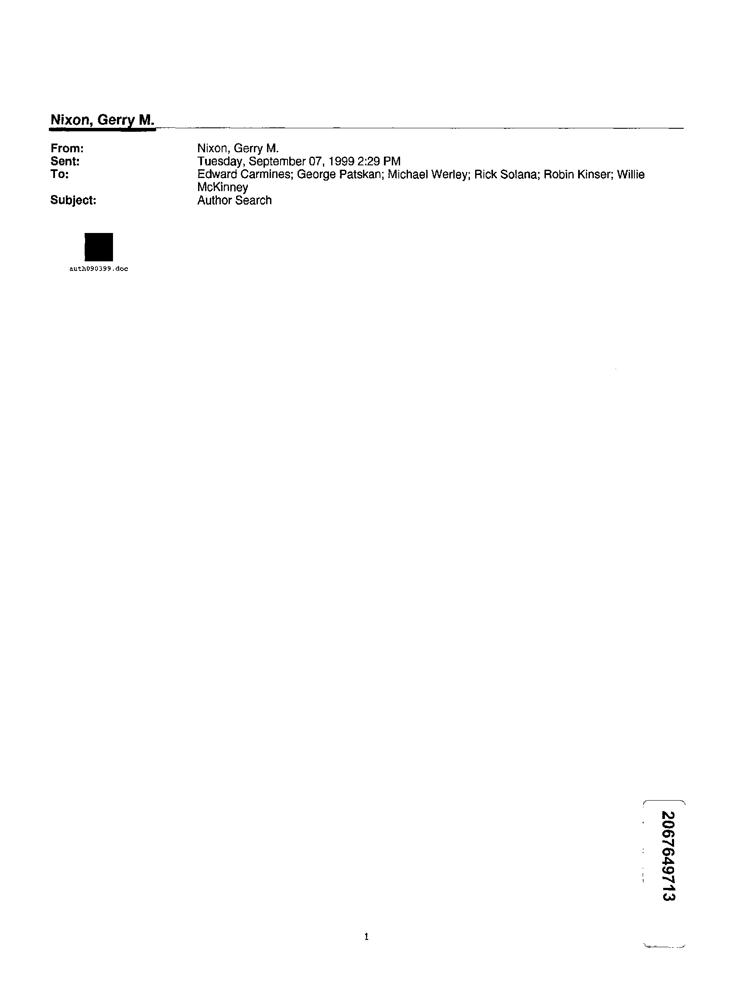 Nixon, Gerry M.
From: Nixon, Gerry M.
Sent: Tuesday, September 07, 1999 2:29 PM
To: Edward Carmines; George Patskan; Michael Werley; Rick Solana; Robin Kinser; Willie
McKinney
Subject: Author Search
auth090399.doc
2067649713
1